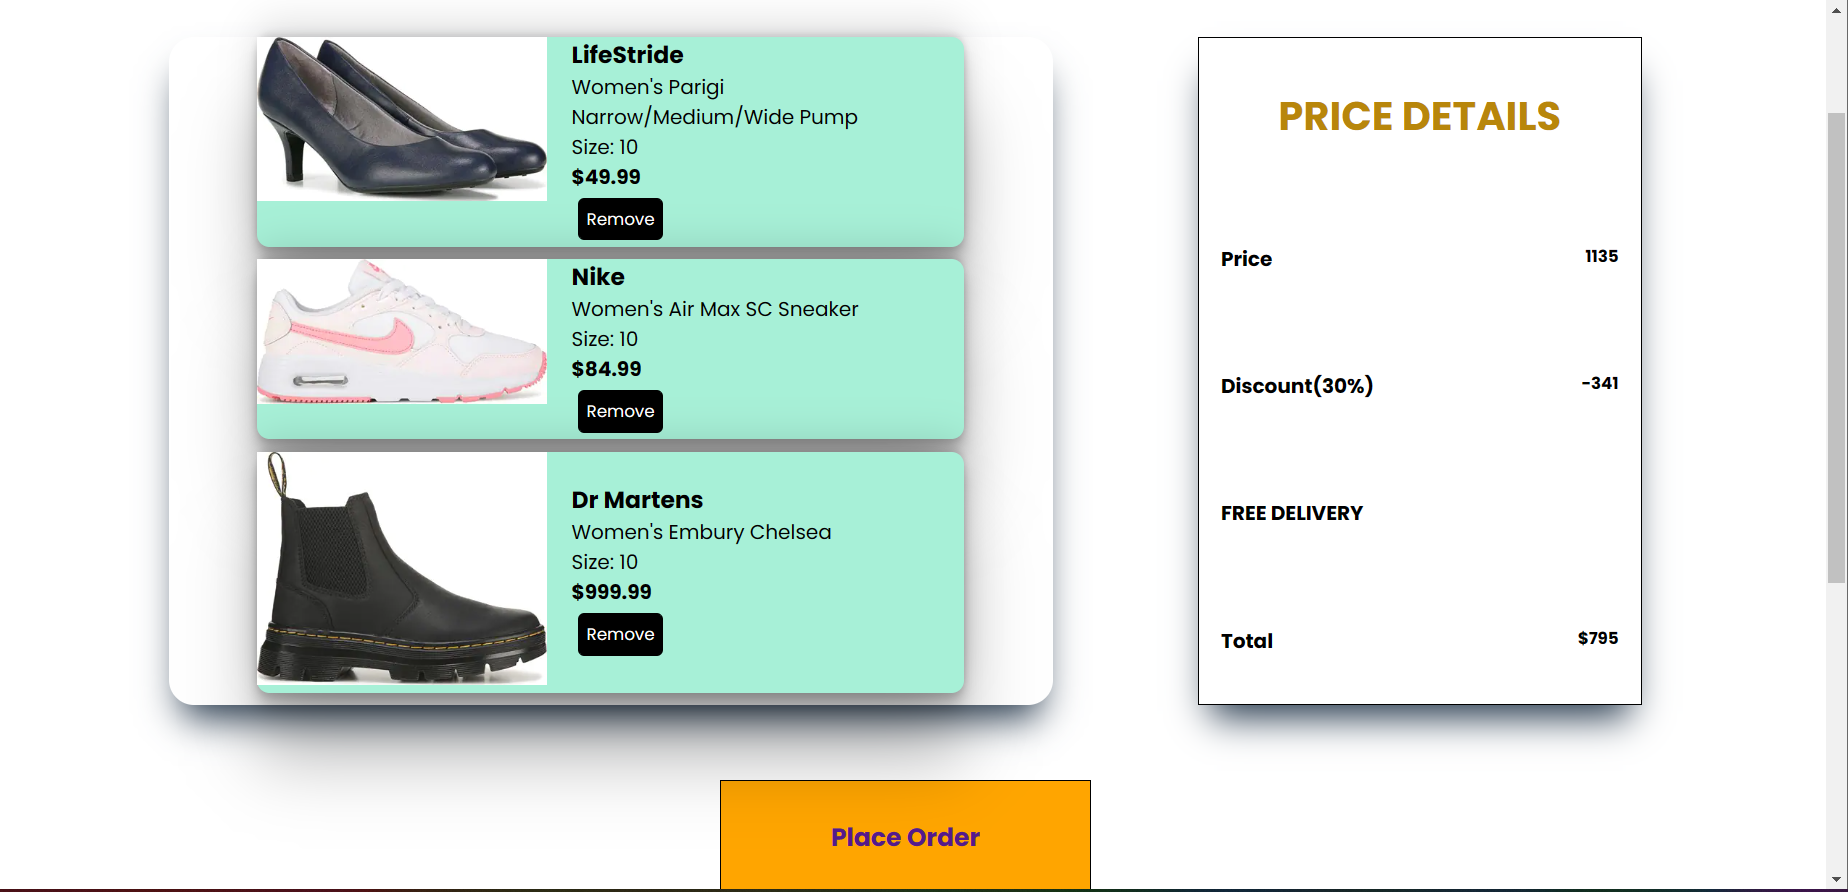 LifeStride
Women's Parigi
Narrow/Medium/Wide Pump
Size: 10
$49.99
Remove
Nike
Women's Air Max SC Sneaker
Size: 10
$84.99
Remove
Dr Martens
Women's Embury Chelsea
Size: 10
$999.99
Remove
PRICE DETAILS
Price 1135
Discount(30%) -341
FREE DELIVERY
Total $795
Place Order